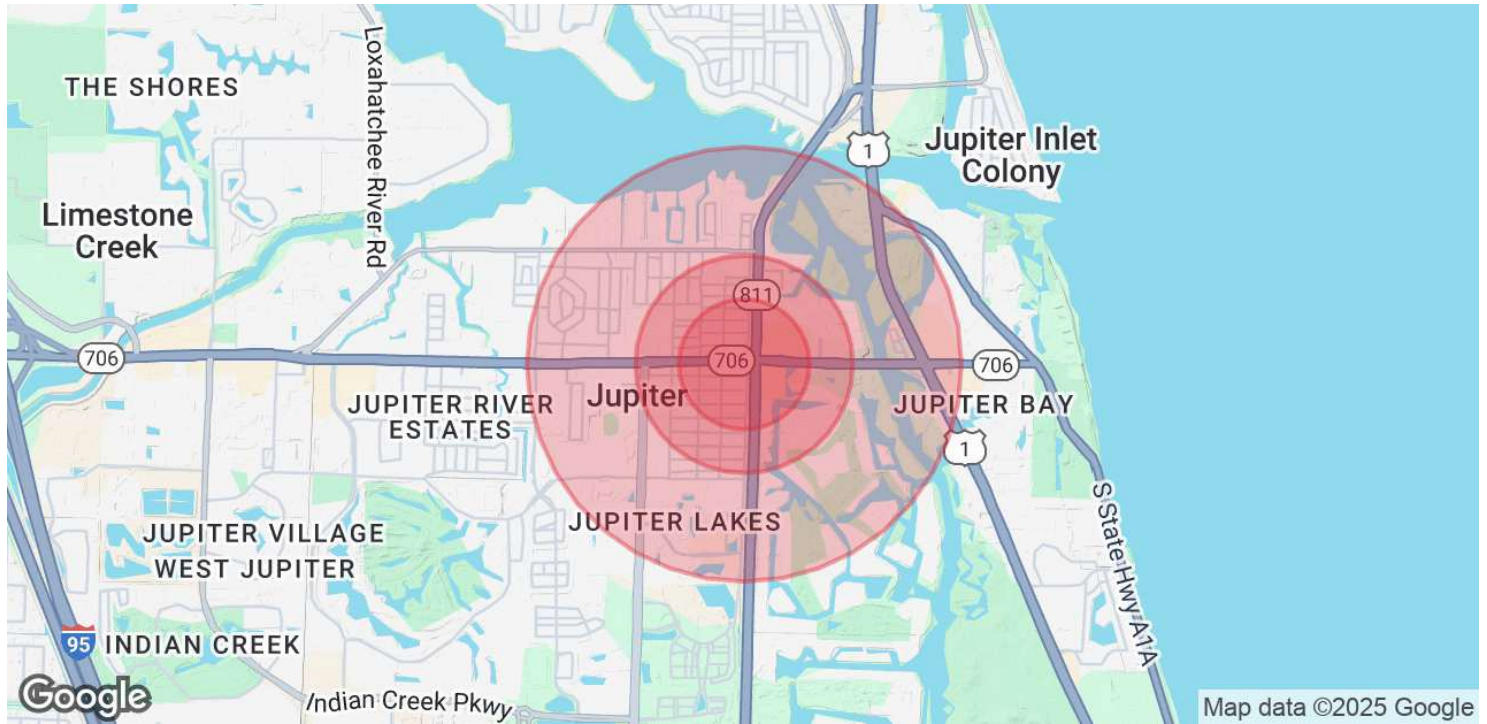 THE SHORES
Loxahatchee River Rd
1
Jupiter Inlet
Colony
Limestone
Creek
811
706
706
706
Jupiter
JUPITER RIVER
ESTATES
JUPITER BAY
1
JUPITER LAKES
JUPITER VILLAGE
WEST JUPITER
S State Hwy A1A
95
INDIAN CREEK
Indian Creek Pkwy
Google
Map data ©2025 Google